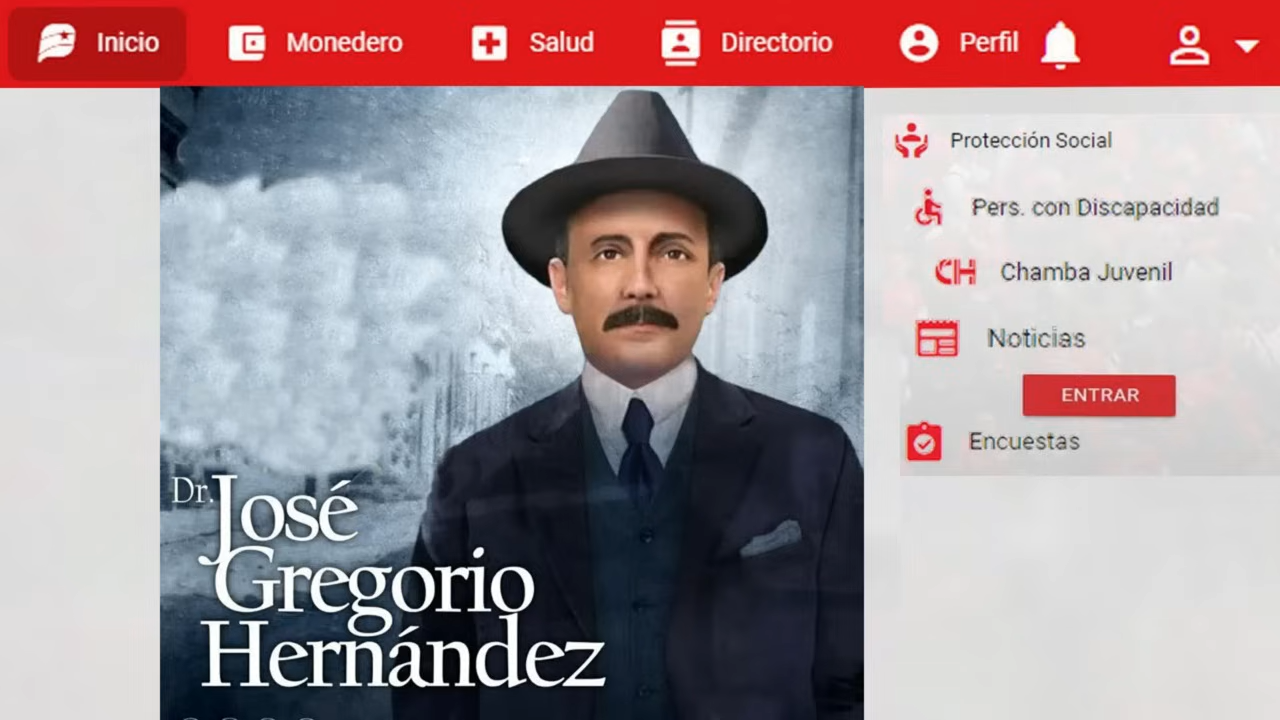 Inicio
Monedero
Salud
Directorio
Perfil
Protección Social
Pers. con Discapacidad
CH Chamba Juvenil
Noticias
ENTRAR
Encuestas
Dr. José
Gregorio
Hernández